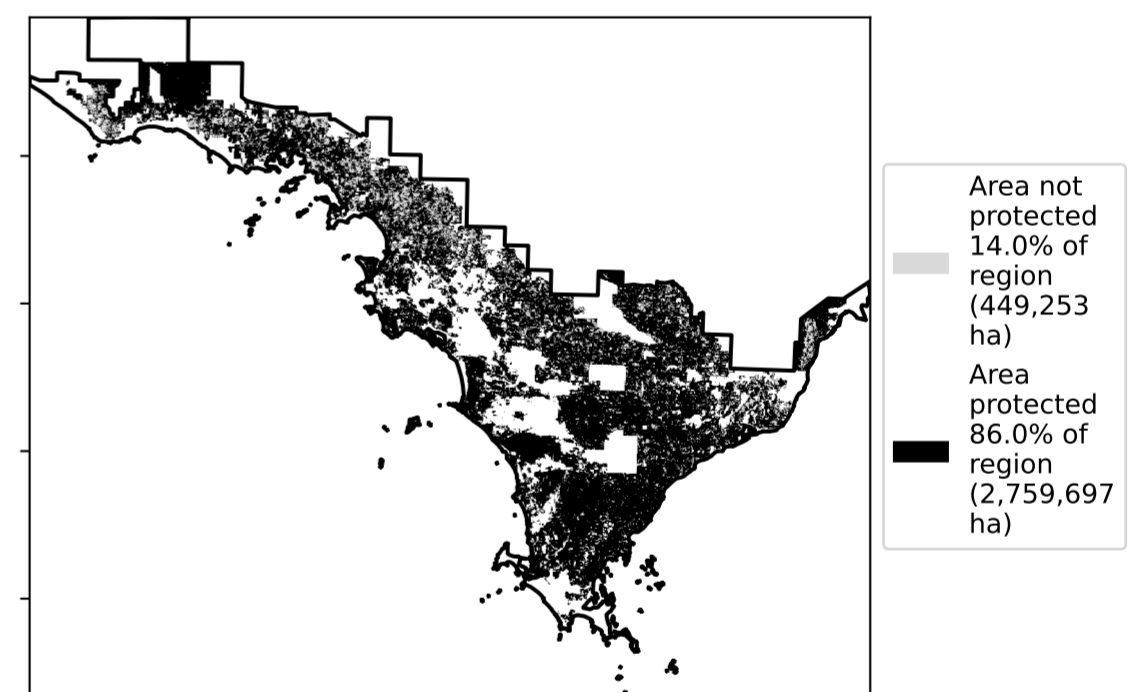 Area not
protected
14.0% of
region
(449,253
ha)
Area
protected
86.0% of
region
(2,759,697
ha)